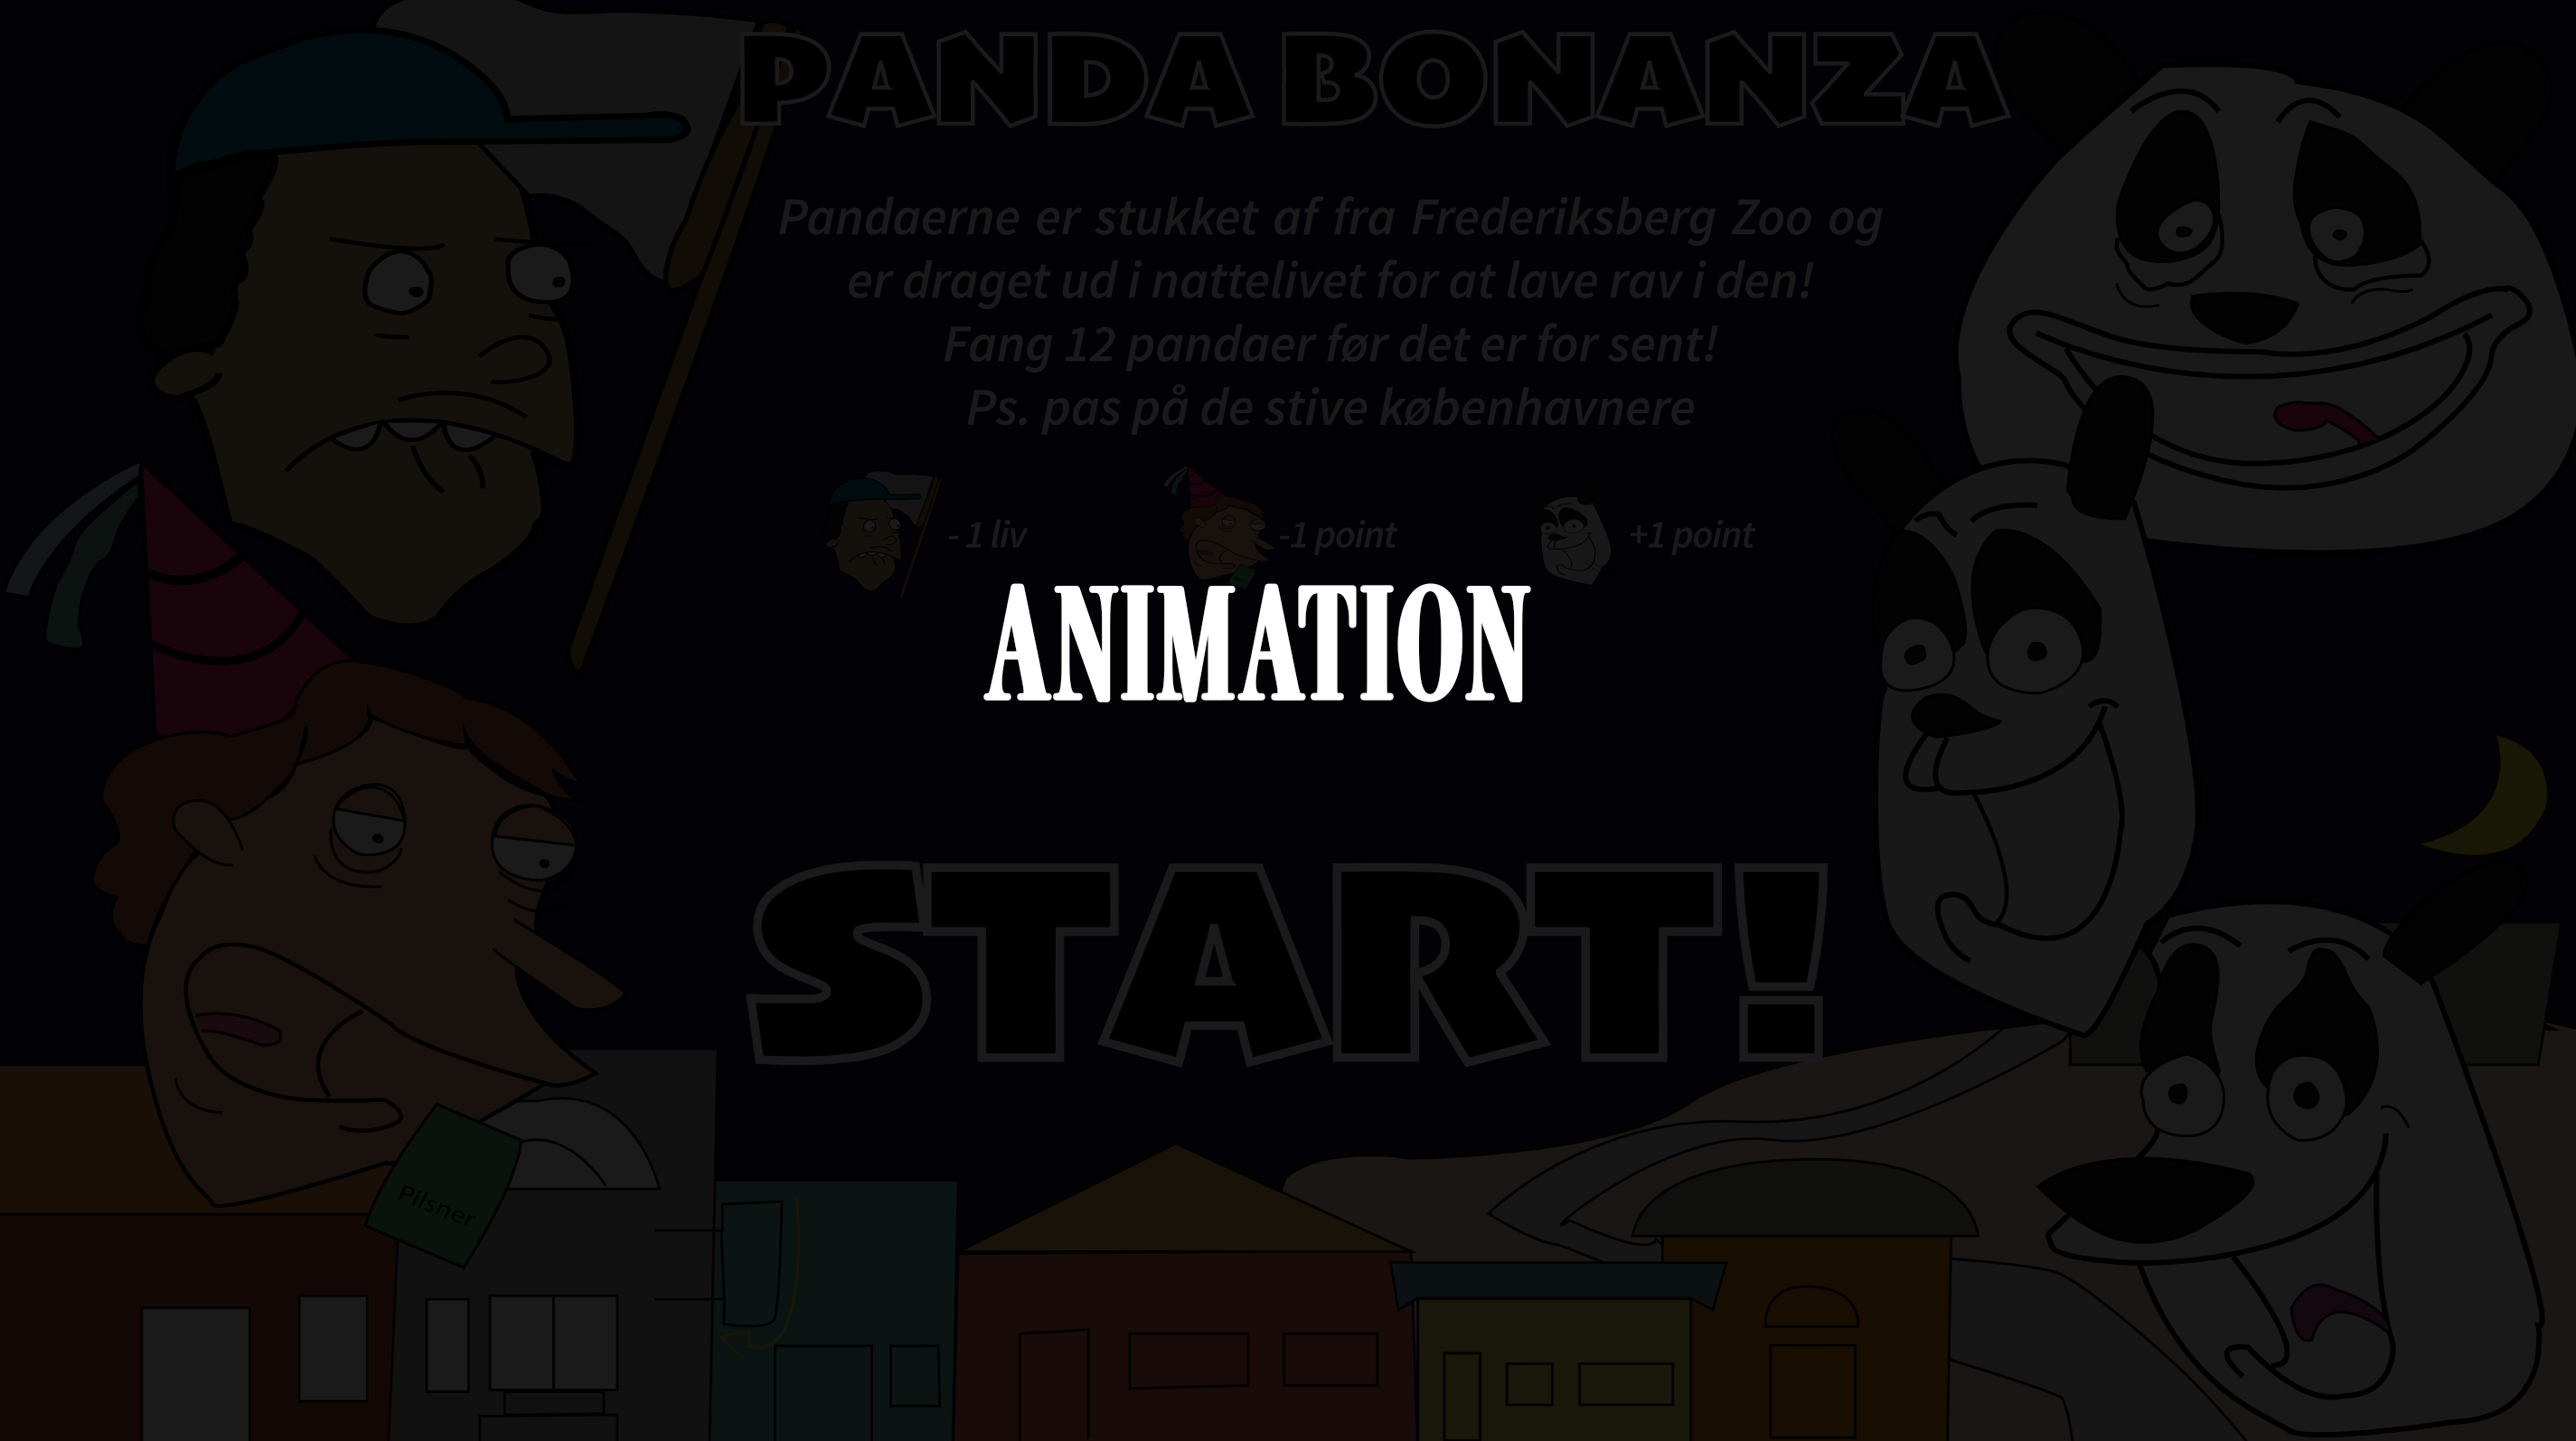 PANDA BONANZA
Pandaerne er stukket af fra Frederiksberg Zoo og
er draget ud i nattelivet for at lave rav i den!
Fang 12 pandaer før det er for sent!
Ps. pas på de stive københavnere
- 1 liv
-1 point
+1 point
ANIMATION
START!
Pilsner